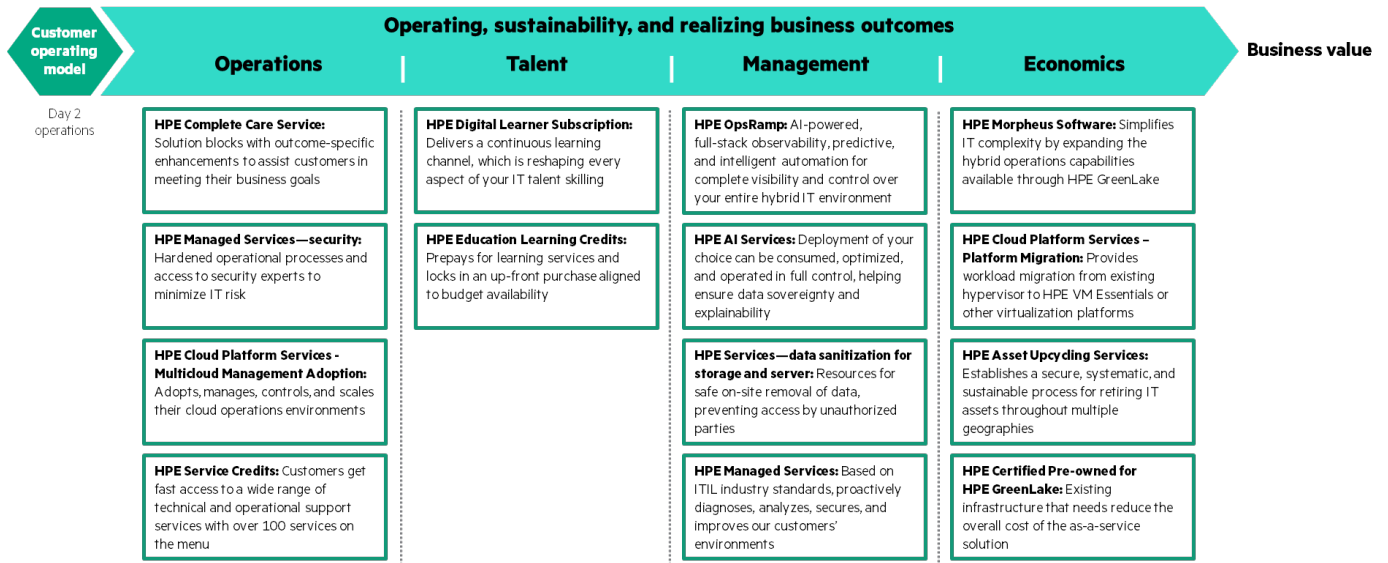 Customer
operating
model
Operating, sustainability, and realizing business outcomes
Operations
Talent
Management
Economics
Business value
Day 2
operations
HPE Complete Care Service:
Solution blocks with outcome-specific
enhancements to assist customers in
meeting their business goals
HPE Managed Services—security:
Hardened operational processes and
access to security experts to
minimize IT risk
HPE Cloud Platform Services -
Multicloud Management Adoption:
Adopts, manages, controls, and scales
their cloud operations environments
HPE Service Credits: Customers get
fast access to a wide range of
technical and operational support
services with over 100 services on
the menu
HPE Digital Learner Subscription:
Delivers a continuous learning
channel, which is reshaping every
aspect of your IT talent skilling
HPE Education Learning Credits:
Prepays for learning services and
locks in an up-front purchase aligned
to budget availability
HPE OpsRamp: AI-powered,
full-stack observability, predictive,
and intelligent automation for
complete visibility and control over
your entire hybrid IT environment
HPE AI Services: Deployment of your
choice can be consumed, optimized,
and operated in full control, helping
ensure data sovereignty and
explainability
HPE Services—data sanitization for
storage and server: Resources for
safe on-site removal of data,
preventing access by unauthorized
parties
HPE Managed Services: Based on
ITIL industry standards, proactively
diagnoses, analyzes, secures, and
improves our customers'
environments
HPE Morpheus Software: Simplifies
IT complexity by expanding the
hybrid operations capabilities
available through HPE GreenLake
HPE Cloud Platform Services –
Platform Migration: Provides
workload migration from existing
hypervisor to HPE VM Essentials or
other virtualization platforms
HPE Asset Upcycling Services:
Establishes a secure, systematic, and
sustainable process for retiring IT
assets throughout multiple
geographies
HPE Certified Pre-owned for
HPE GreenLake: Existing
infrastructure that needs reduce the
overall cost of the as-a-service
solution